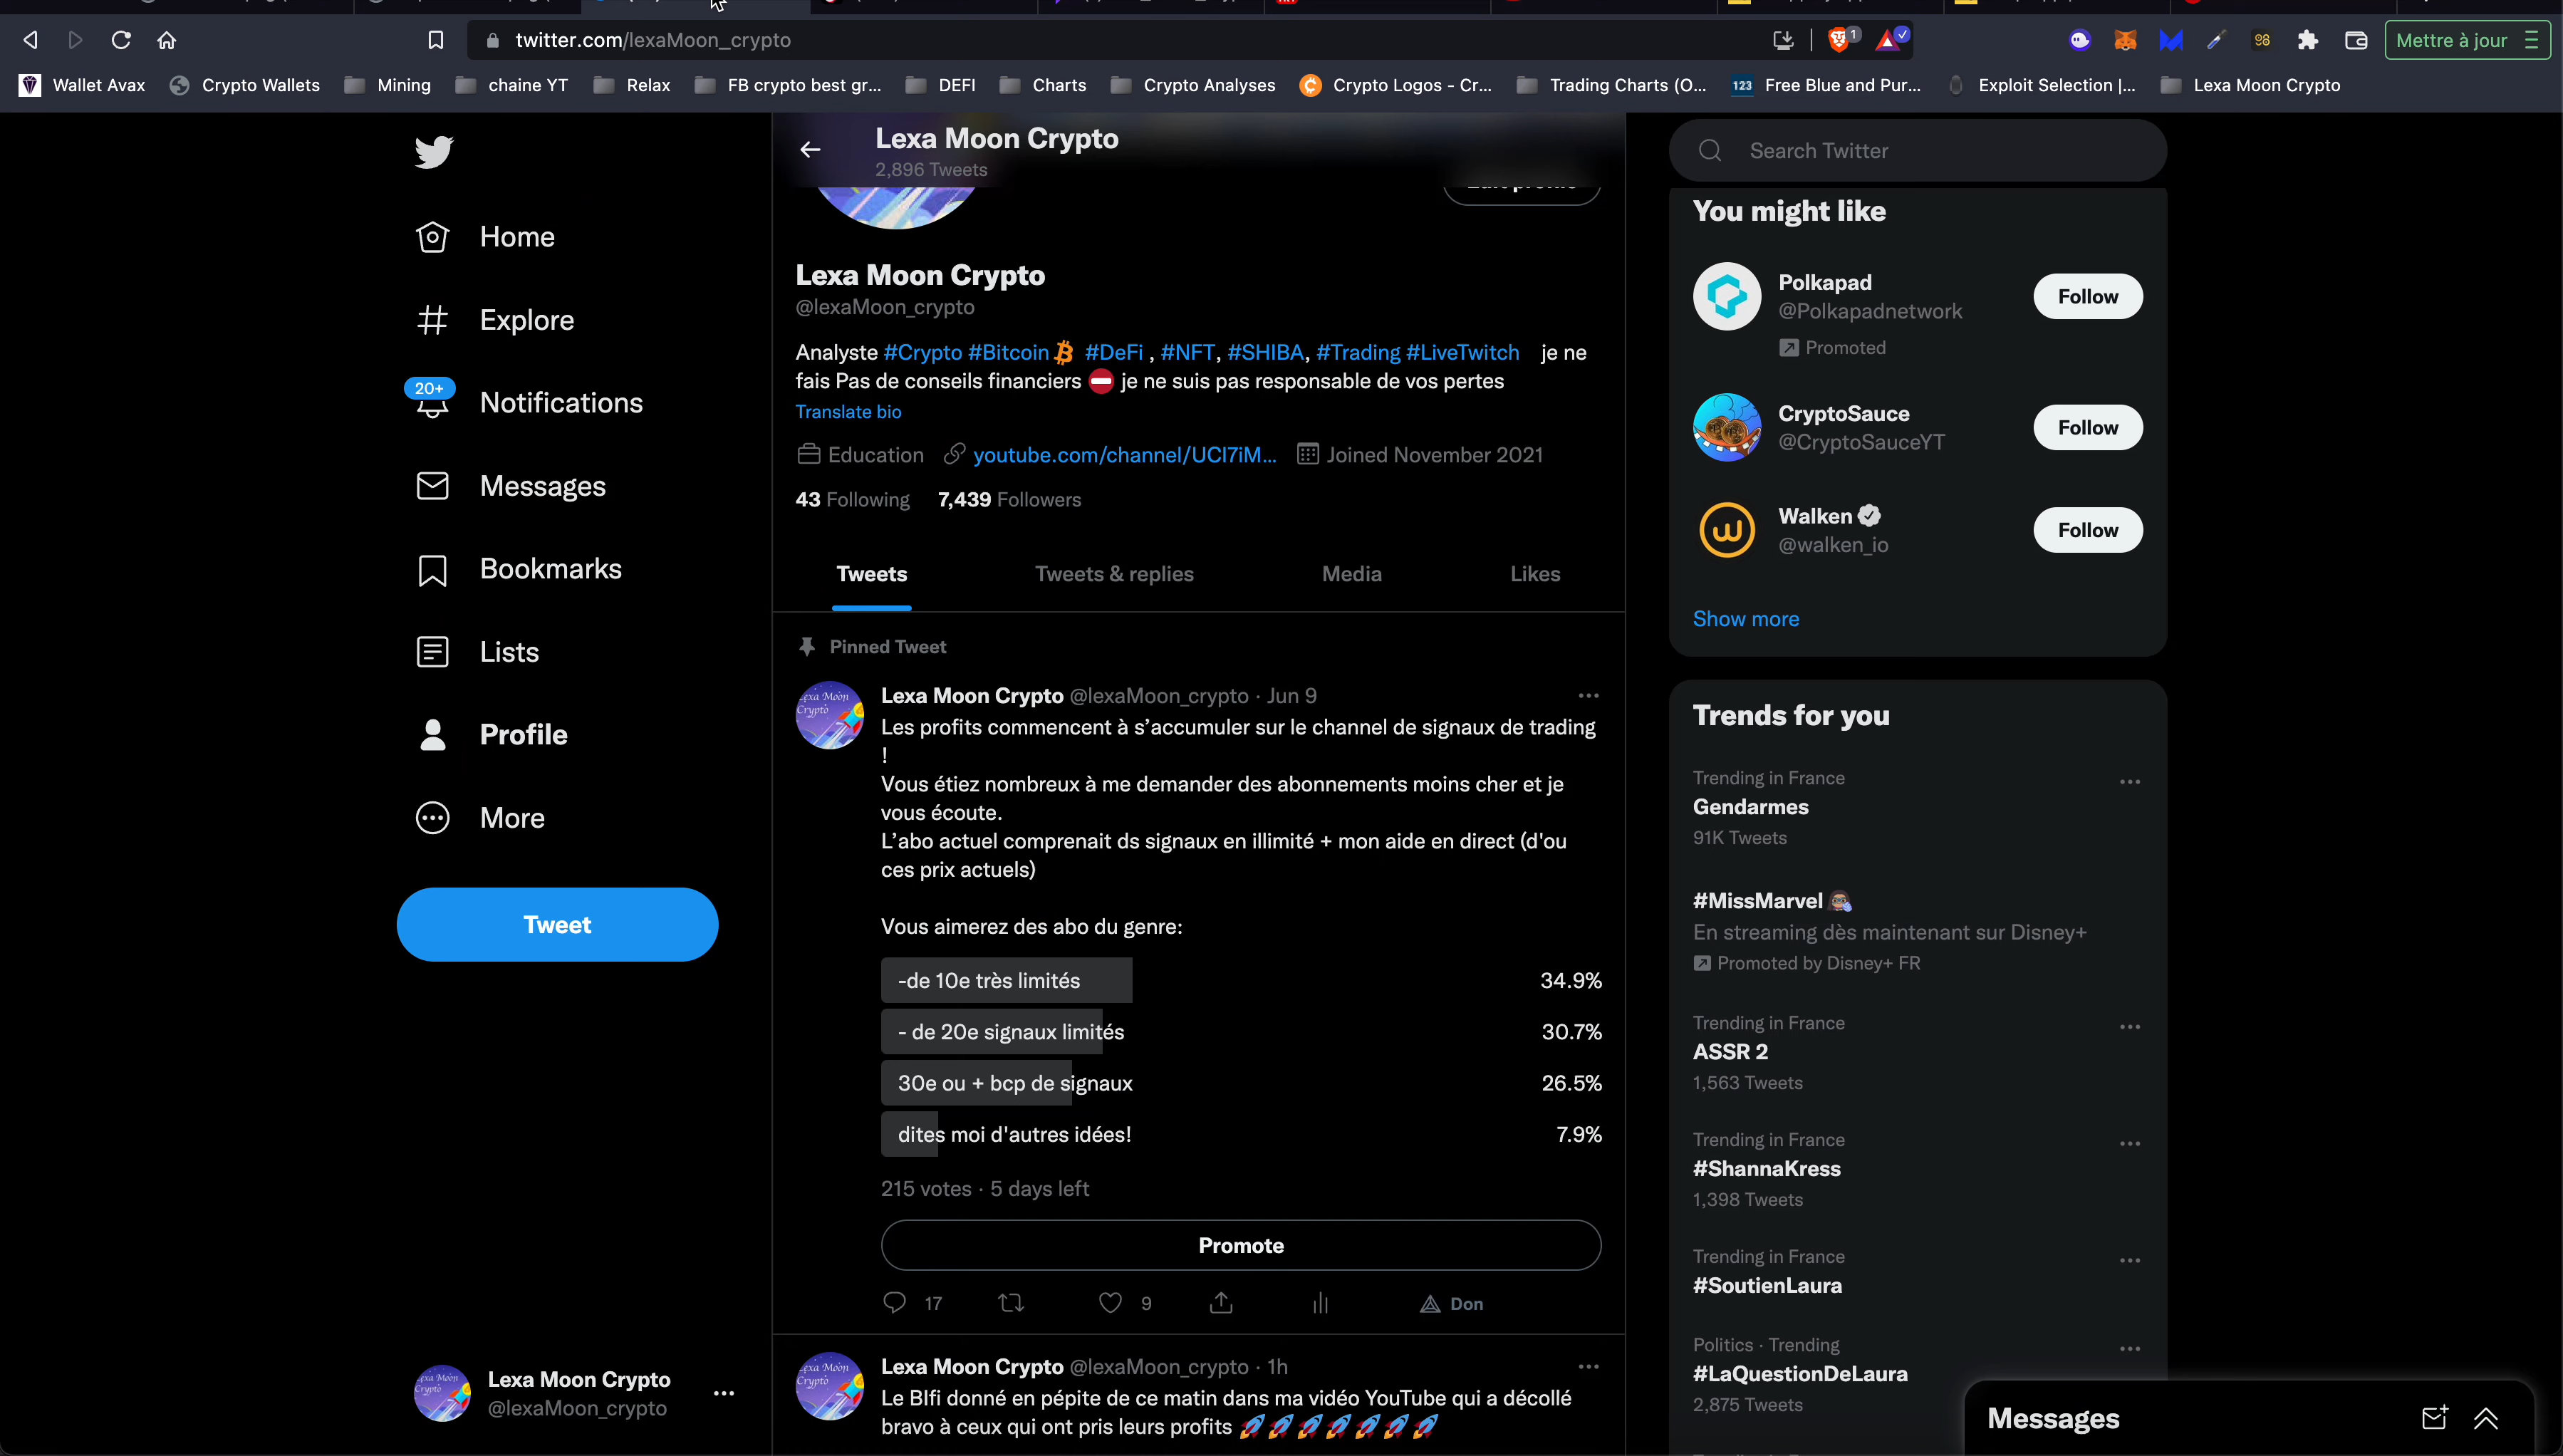 twitter.com/lexaMoon_crypto
1
Mettre à jour
Wallet Avax
Crypto Wallets
Mining
chaine YT
Relax
FB crypto best gr...
DEFI
Charts
Crypto Analyses
Crypto Logos - Cr...
Trading Charts (O...
123
Free Blue and Pur...
Exploit Selection |...
Lexa Moon Crypto
Home
Explore
20+
Notifications
Messages
Bookmarks
Lists
Profile
More
Tweet
Lexa Moon Crypto
@lexaMoon_crypto
Lexa Moon Crypto
2,896 Tweets
Lexa Moon Crypto
@lexaMoon_crypto
Analyste #Crypto #Bitcoin #DeFi , #NFT, #SHIBA, #Trading #LiveTwitch je ne
fais Pas de conseils financiers ⛔ je ne suis pas responsable de vos pertes
Translate bio
Education youtube.com/channel/UCl7iM... Joined November 2021
43 Following 7,439 Followers
Tweets
Tweets & replies
Media
Likes
Pinned Tweet
Lexa Moon Crypto @lexaMoon_crypto · Jun 9
Les profits commencent à s’accumuler sur le channel de signaux de trading
!
Vous étiez nombreux à me demander des abonnements moins cher et je
vous écoute.
L’abo actuel comprenait ds signaux en illimité + mon aide en direct (d'ou
ces prix actuels)
Vous aimerez des abo du genre:
-de 10e très limités 34.9%
- de 20e signaux limités 30.7%
30e ou + bcp de signaux 26.5%
dites moi d'autres idées! 7.9%
215 votes · 5 days left
Promote
17
9
Don
Lexa Moon Crypto @lexaMoon_crypto · 1h
Le BIfi donné en pépite de ce matin dans ma vidéo YouTube qui a décollé
bravo à ceux qui ont pris leurs profits 🚀🚀🚀🚀🚀🚀🚀
Search Twitter
You might like
Polkapad
@Polkapadnetwork
Promoted
Follow
CryptoSauce
@CryptoSauceYT
Follow
Walken
@walken_io
Follow
Show more
Trends for you
Trending in France
Gendarmes
91K Tweets
#MissMarvel
En streaming dès maintenant sur Disney+
Promoted by Disney+ FR
Trending in France
ASSR 2
1,563 Tweets
Trending in France
#ShannaKress
1,398 Tweets
Trending in France
#SoutienLaura
Politics · Trending
#LaQuestionDeLaura
2,875 Tweets
Messages